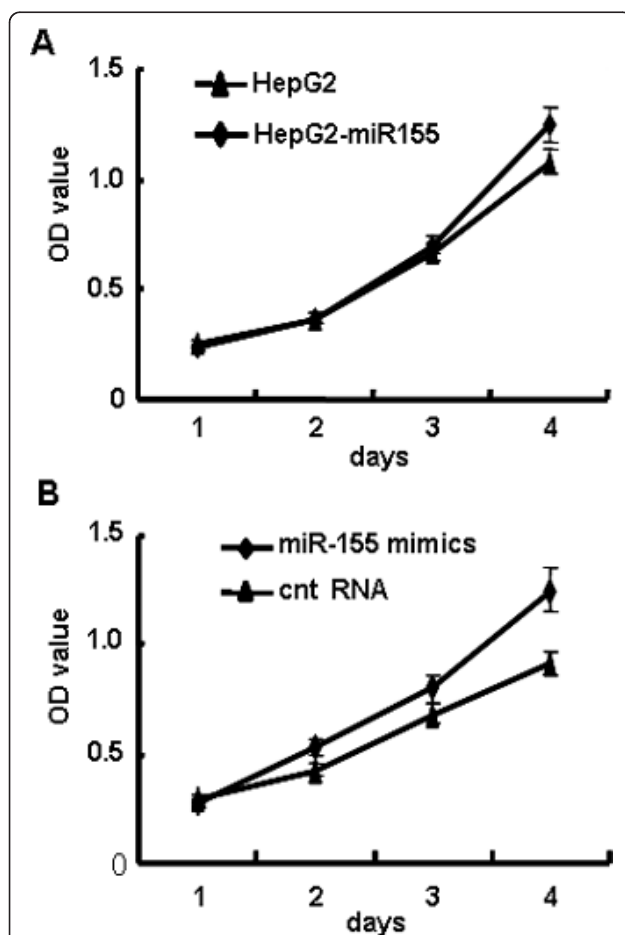 A
1.5
HepG2
HepG2-miR155
1.0
OD value
0.5
0
1 2 3 4
days
B
1.5
miR-155 mimics
cnt RNA
1.0
OD value
0.5
0
1 2 3 4
days